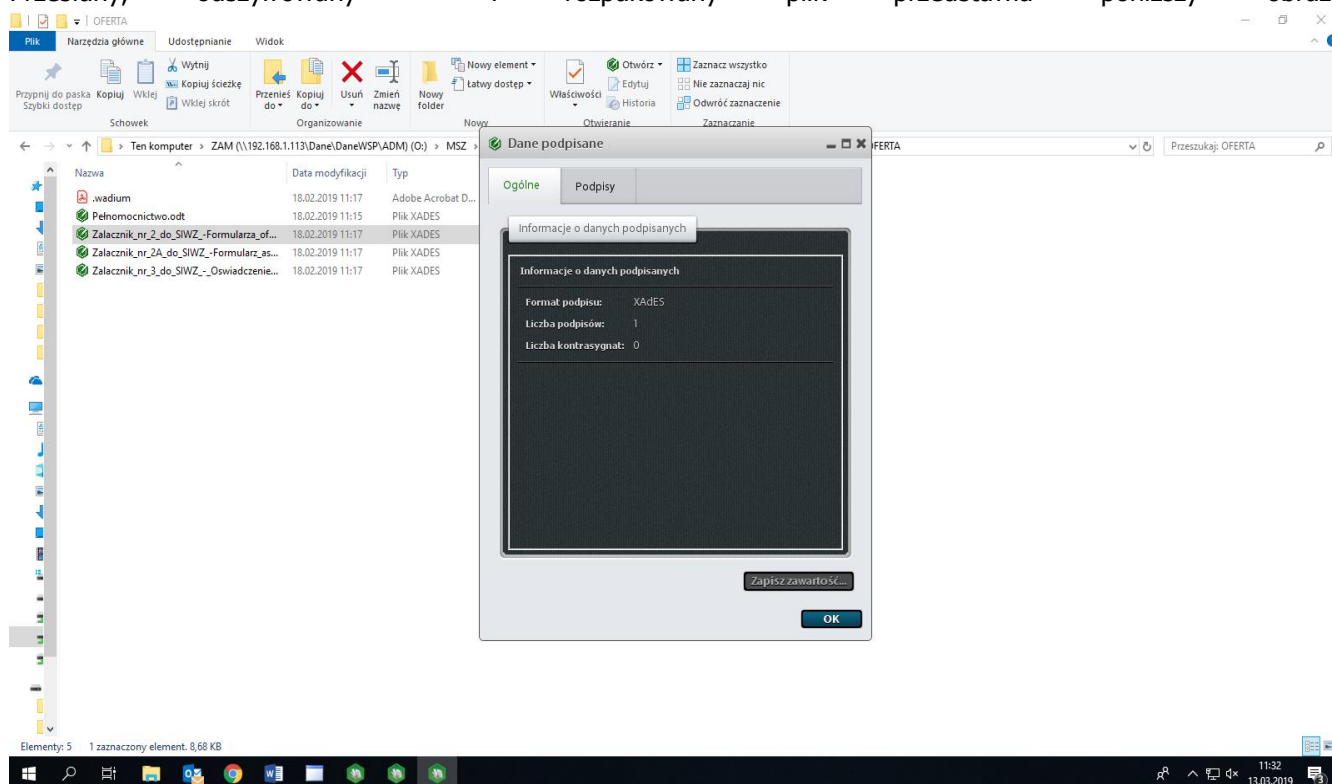 Przesłany, odszyfrowany i rozpakowany plik przedstawia poniższy obraz
OFERTA
Plik Narzędzia główne Udostępnianie Widok
Przypnij do paska Szybki dostęp
Kopiuj
Wklej
Wytnij
Kopiuj ścieżkę
Wklej skrót
Schowek
Przenieś do
Kopiuj do
Usuń
Zmień nazwę
Organizowanie
Nowy folder
Nowy element
Łatwy dostęp
Nowy
Właściwości
Otwórz
Edytuj
Historia
Otwieranie
Zaznacz wszystko
Nie zaznaczaj nic
Odwróć zaznaczenie
Zaznaczanie
Ten komputer › ZAM (\\192.168.1.113\Dane\DaneWSP\ADM) (O:) › MSZ ›
Przeszukaj: OFERTA
Nazwa Data modyfikacji Typ
.wadium 18.02.2019 11:17 Adobe Acrobat D...
Pełnomocnictwo.odt 18.02.2019 11:15 Plik XADES
Zalacznik_nr_2_do_SIWZ_-Formularza_of... 18.02.2019 11:17 Plik XADES
Zalacznik_nr_2A_do_SIWZ_-Formularz_as... 18.02.2019 11:17 Plik XADES
Zalacznik_nr_3_do_SIWZ_-_Oswiadczenie... 18.02.2019 11:17 Plik XADES
Dane podpisane
Ogólne Podpisy
Informacje o danych podpisanych
Informacje o danych podpisanych
Format podpisu: XAdES
Liczba podpisów: 1
Liczba kontrasygnat: 0
Zapisz zawartość...
OK
Elementy: 5 1 zaznaczony element. 8,68 KB
11:32
13.03.2019